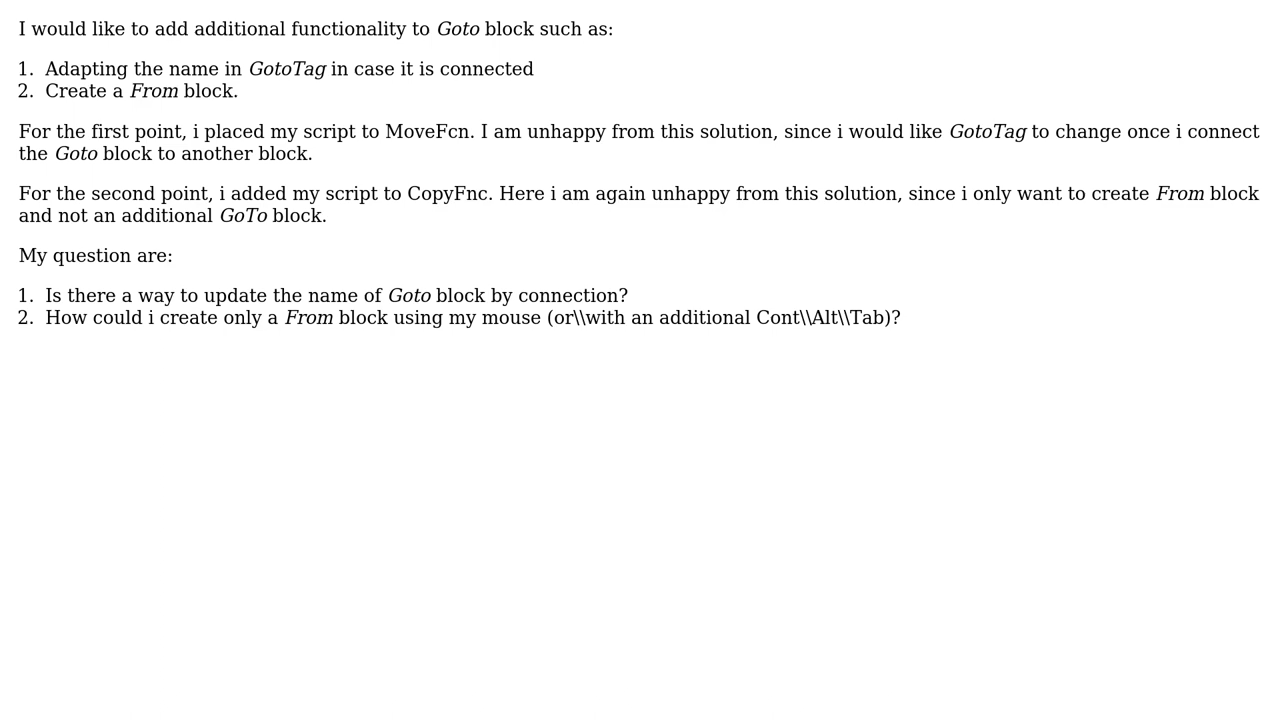 I would like to add additional functionality to Goto block such as:
1. Adapting the name in GotoTag in case it is connected
2. Create a From block.
For the first point, i placed my script to MoveFcn. I am unhappy from this solution, since i would like GotoTag to change once i connect
the Goto block to another block.
For the second point, i added my script to CopyFnc. Here i am again unhappy from this solution, since i only want to create From block
and not an additional GoTo block.
My question are:
1. Is there a way to update the name of Goto block by connection?
2. How could i create only a From block using my mouse (or\\with an additional Cont\\Alt\\Tab)?